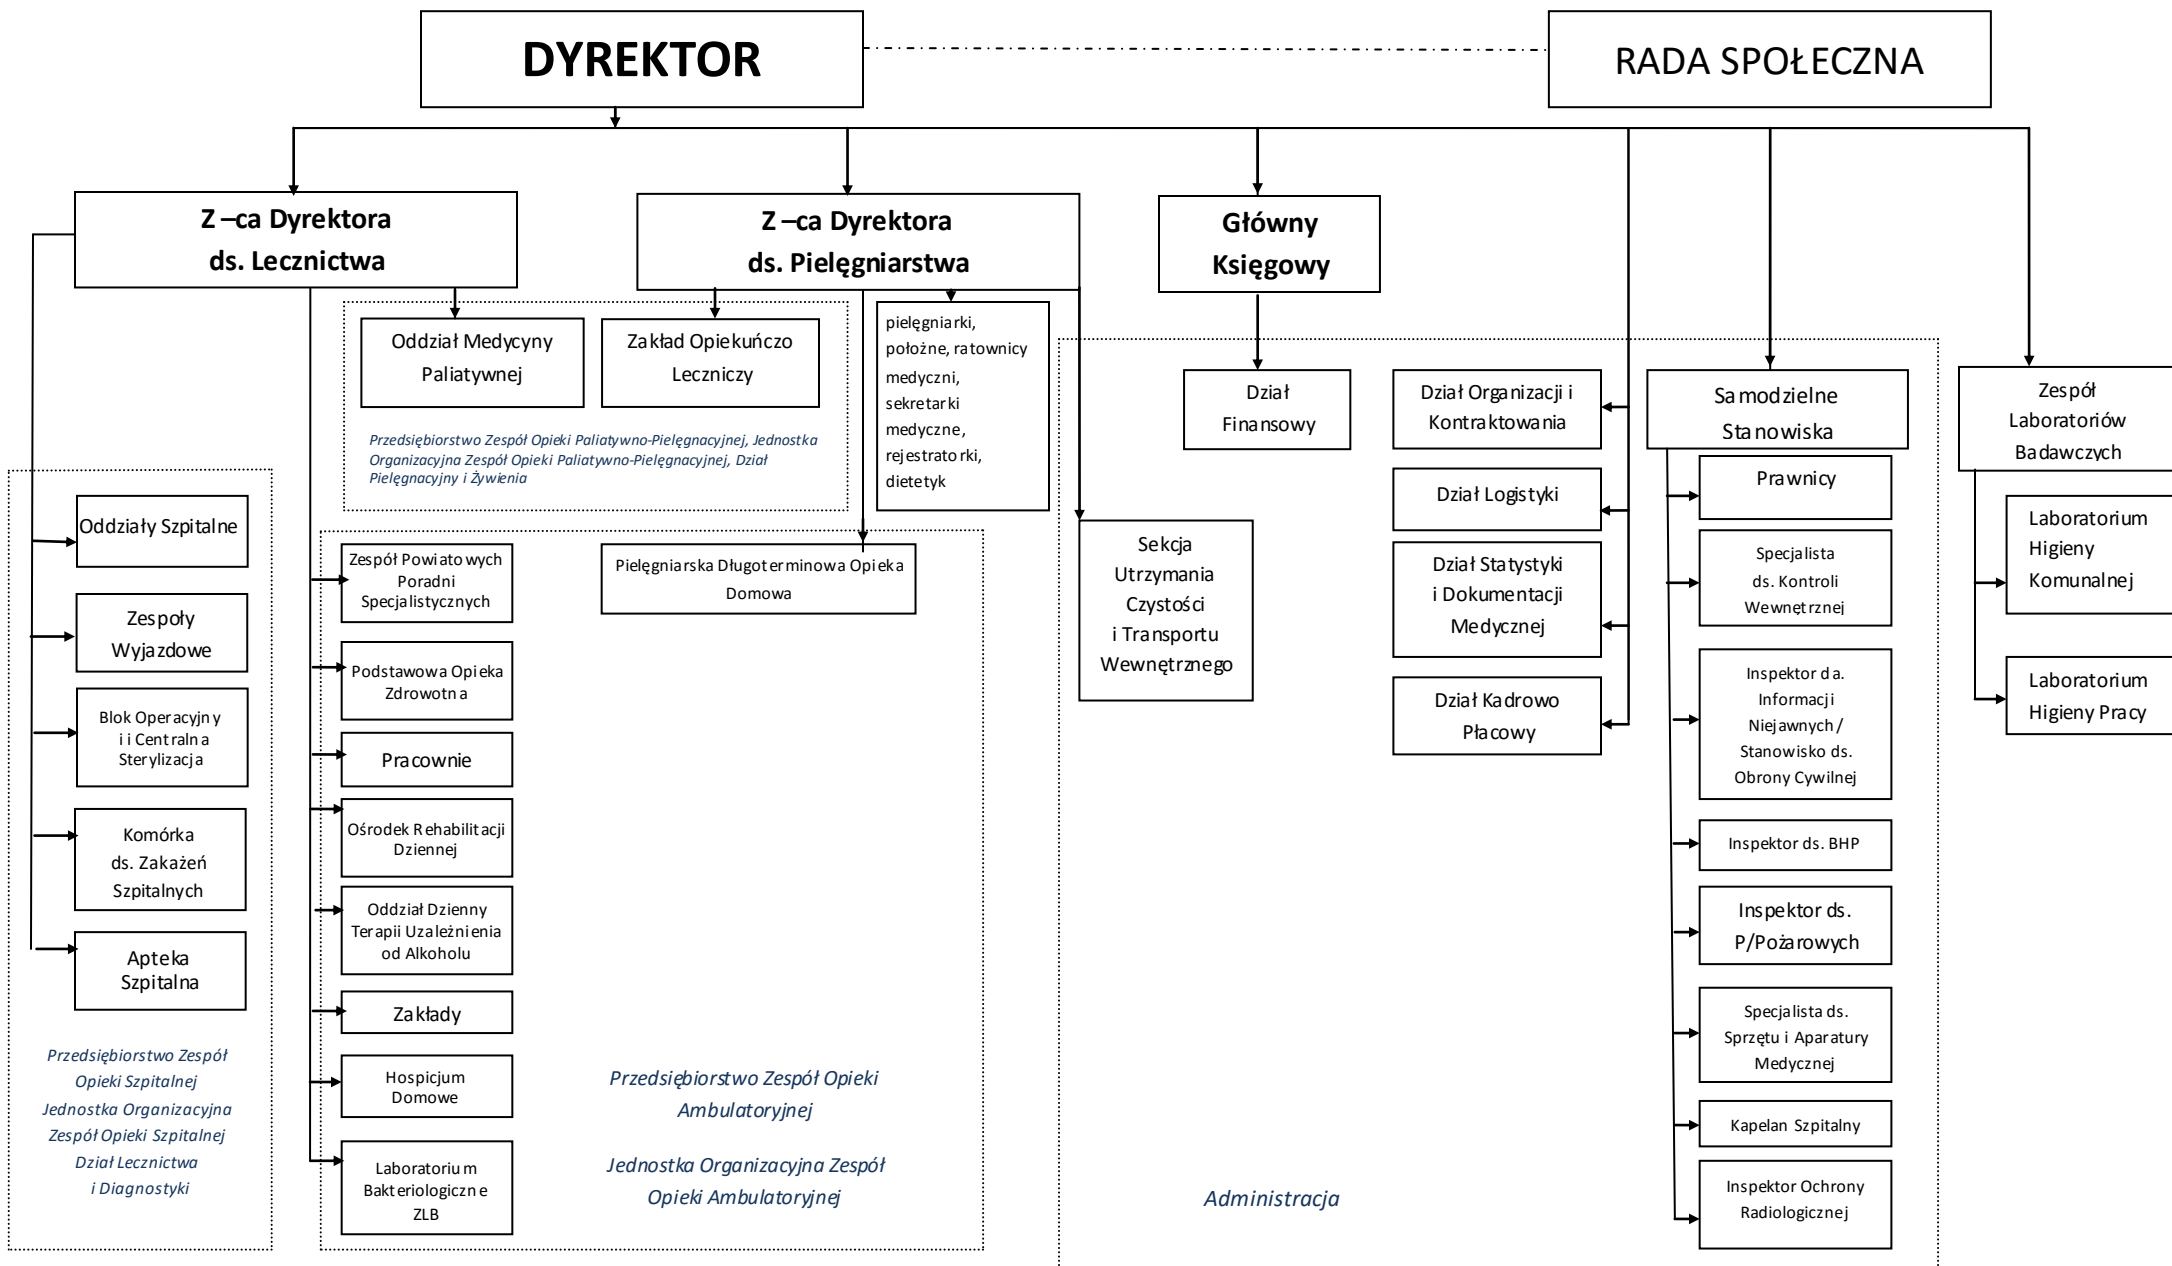 DYREKTOR
RADA SPOŁECZNA
Z –ca Dyrektora
ds. Lecznictwa
Z –ca Dyrektora
ds. Pielęgniarstwa
Główny
Księgowy
Oddział Medycyny
Paliatywnej
Zakład Opiekuńczo
Leczniczy
Przedsiębiorstwo Zespół Opieki Paliatywno-Pielęgnacyjnej, Jednostka
Organizacyjna Zespół Opieki Paliatywno-Pielęgnacyjnej, Dział
Pielęgnacyjny i Żywienia
pielęgniarki,
położne, ratownicy
medyczni,
sekretarki
medyczne,
rejestratorki,
dietetyk
Dział
Finansowy
Dział Organizacji i
Kontraktowania
Dział Logistyki
Dział Statystyki
i Dokumentacji
Medycznej
Dział Kadrowo
Płacowy
Samodzielne
Stanowiska
Prawnicy
Specjalista
ds. Kontroli
Wewnętrznej
Inspektor da.
Informacji
Niejawnych/
Stanowisko ds.
Obrony Cywilnej
Inspektor ds. BHP
Inspektor ds.
P/Pożarowych
Specjalista ds.
Sprzętu i Aparatury
Medycznej
Kapelan Szpitalny
Inspektor Ochrony
Radiologicznej
Zespół
Laboratoriów
Badawczych
Laboratorium
Higieny
Komunalnej
Laboratorium
Higieny Pracy
Oddziały Szpitalne
Zespoły
Wyjazdowe
Blok Operacyjny
i i Centralna
Sterylizacja
Komórka
ds. Zakażeń
Szpitalnych
Apteka
Szpitalna
Przedsiębiorstwo Zespół
Opieki Szpitalnej
Jednostka Organizacyjna
Zespół Opieki Szpitalnej
Dział Lecznictwa
i Diagnostyki
Zespół Powiatowych
Poradni
Specjalistycznych
Podstawowa Opieka
Zdrowotna
Pracownie
Ośrodek Rehabilitacji
Dziennej
Oddział Dzienny
Terapii Uzależnienia
od Alkoholu
Zakłady
Hospicjum
Domowe
Laboratorium
Bakteriologiczne
ZLB
Pielęgniarska Długoterminowa Opieka
Domowa
Sekcja
Utrzymania
Czystości
i Transportu
Wewnętrznego
Przedsiębiorstwo Zespół Opieki
Ambulatoryjnej
Jednostka Organizacyjna Zespół
Opieki Ambulatoryjnej
Administracja